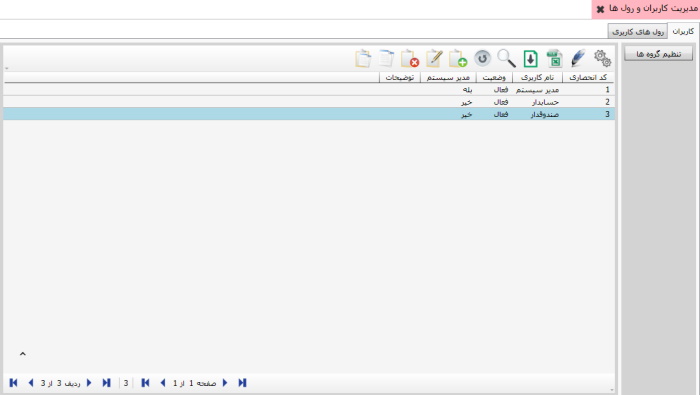 مدیریت کاربران و رول ها
کاربران رول های کاربری
تنظیم گروه ها
کد انحصاری نام کاربری وضعیت مدیر سیستم توضیحات
1 مدیر سیستم فعال بله
2 حسابدار فعال خیر
3 صندوقدار فعال خیر
صفحه 1 از 1 3 ردیف 3 از 3